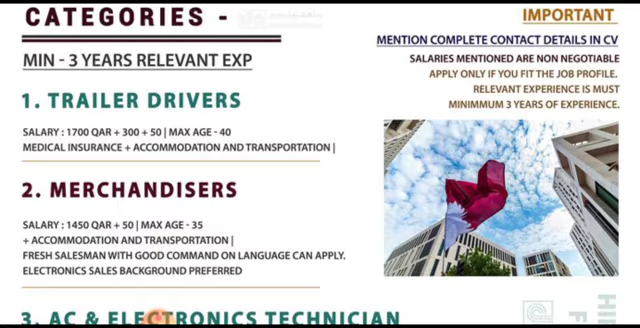 CATEGORIES -
MIN - 3 YEARS RELEVANT EXP
1. TRAILER DRIVERS
SALARY : 1700 QAR + 300 + 50 | MAX AGE - 40
MEDICAL INSURANCE + ACCOMMODATION AND TRANSPORTATION |
2. MERCHANDISERS
SALARY : 1450 QAR + 50 | MAX AGE - 35
+ ACCOMMODATION AND TRANSPORTATION |
FRESH SALESMAN WITH GOOD COMMAND ON LANGUAGE CAN APPLY.
ELECTRONICS SALES BACKGROUND PREFERRED
3. AC & ELECTRONICS TECHNICIAN
IMPORTANT
MENTION COMPLETE CONTACT DETAILS IN CV
SALARIES MENTIONED ARE NON NEGOTIABLE
APPLY ONLY IF YOU FIT THE JOB PROFILE.
RELEVANT EXPERIENCE IS MUST
MINIMMUM 3 YEARS OF EXPERIENCE.